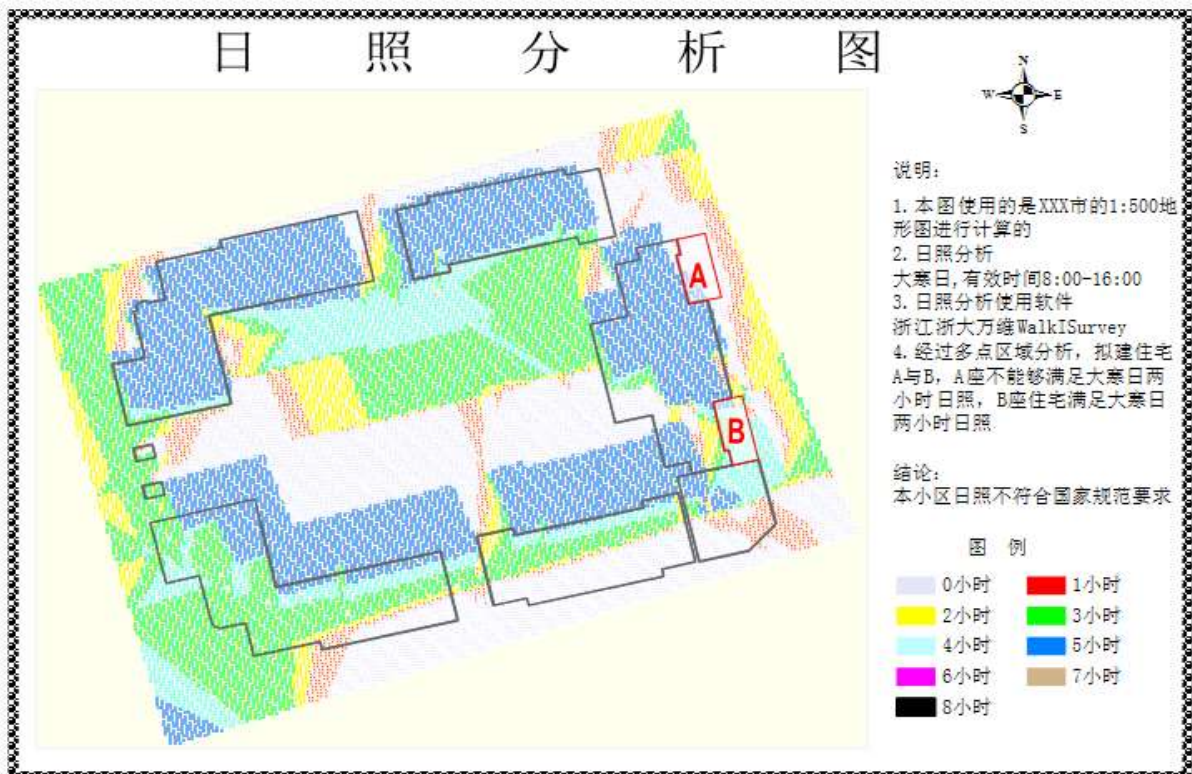 日照分析图
N
W E
S
说明:
1.本图使用的是XXX市的1:500地
形图进行计算的
2.日照分析
大寒日,有效时间8:00-16:00
3.日照分析使用软件
浙江浙大万维WalkISurvey
4.经过多点区域分析，拟建住宅
A与B，A座不能够满足大寒日两
小时日照，B座住宅满足大寒日
两小时日照
结论:
本小区日照不符合国家规范要求
图 例
0小时 1小时
2小时 3小时
4小时 5小时
6小时 7小时
8小时
A
B